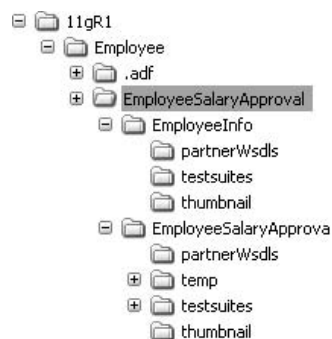 11gR1
Employee
.adf
EmployeeSalaryApproval
EmployeeInfo
partnerWsdls
testsuites
thumbnail
EmployeeSalaryApprova
partnerWsdls
temp
testsuites
thumbnail